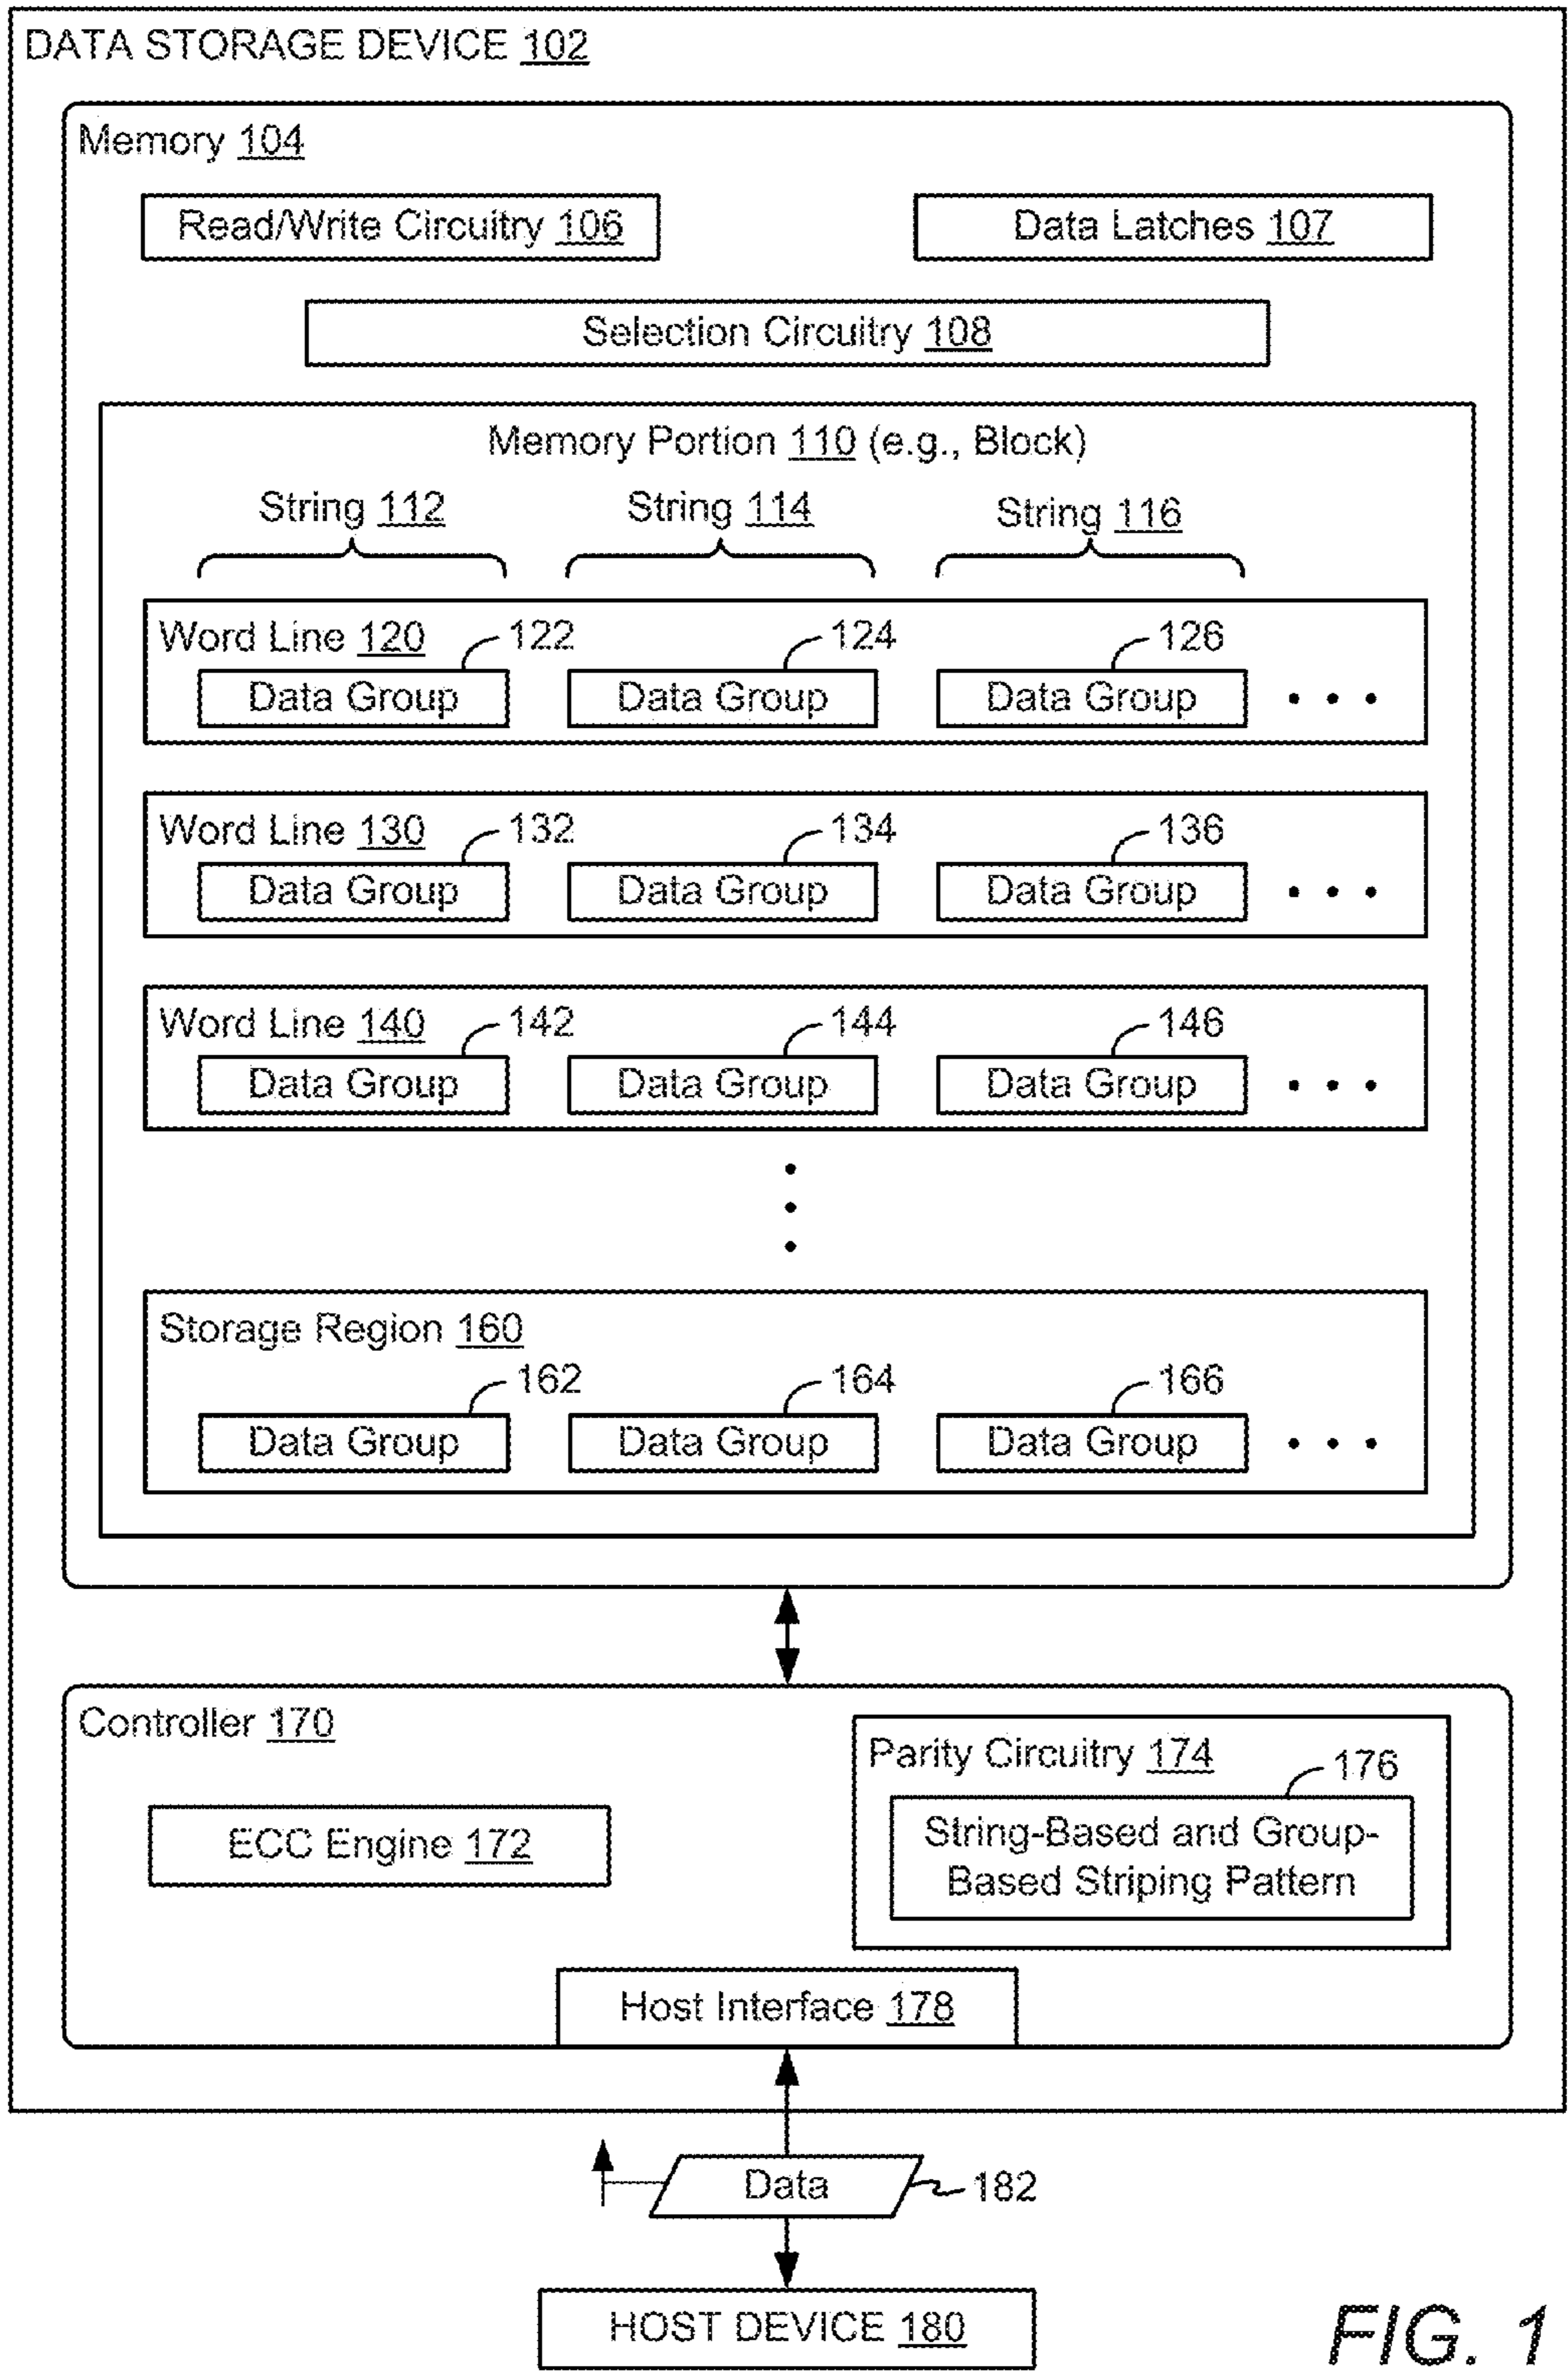 DATA STORAGE DEVICE 102
Memory 104
Read/Write Circuitry 106
Data Latches 107
Selection Circuitry 108
Memory Portion 110 (e.g., Block)
String 112
String 114
String 116
Word Line 120
122
124
126
Data Group
Data Group
Data Group
Word Line 130
132
134
136
Data Group
Data Group
Data Group
Word Line 140
142
144
146
Data Group
Data Group
Data Group
Storage Region 160
162
164
166
Data Group
Data Group
Data Group
Controller 170
ECC Engine 172
Parity Circuitry 174
176
String-Based and Group-
Based Striping Pattern
Host Interface 178
Data
182
HOST DEVICE 180
FIG. 1